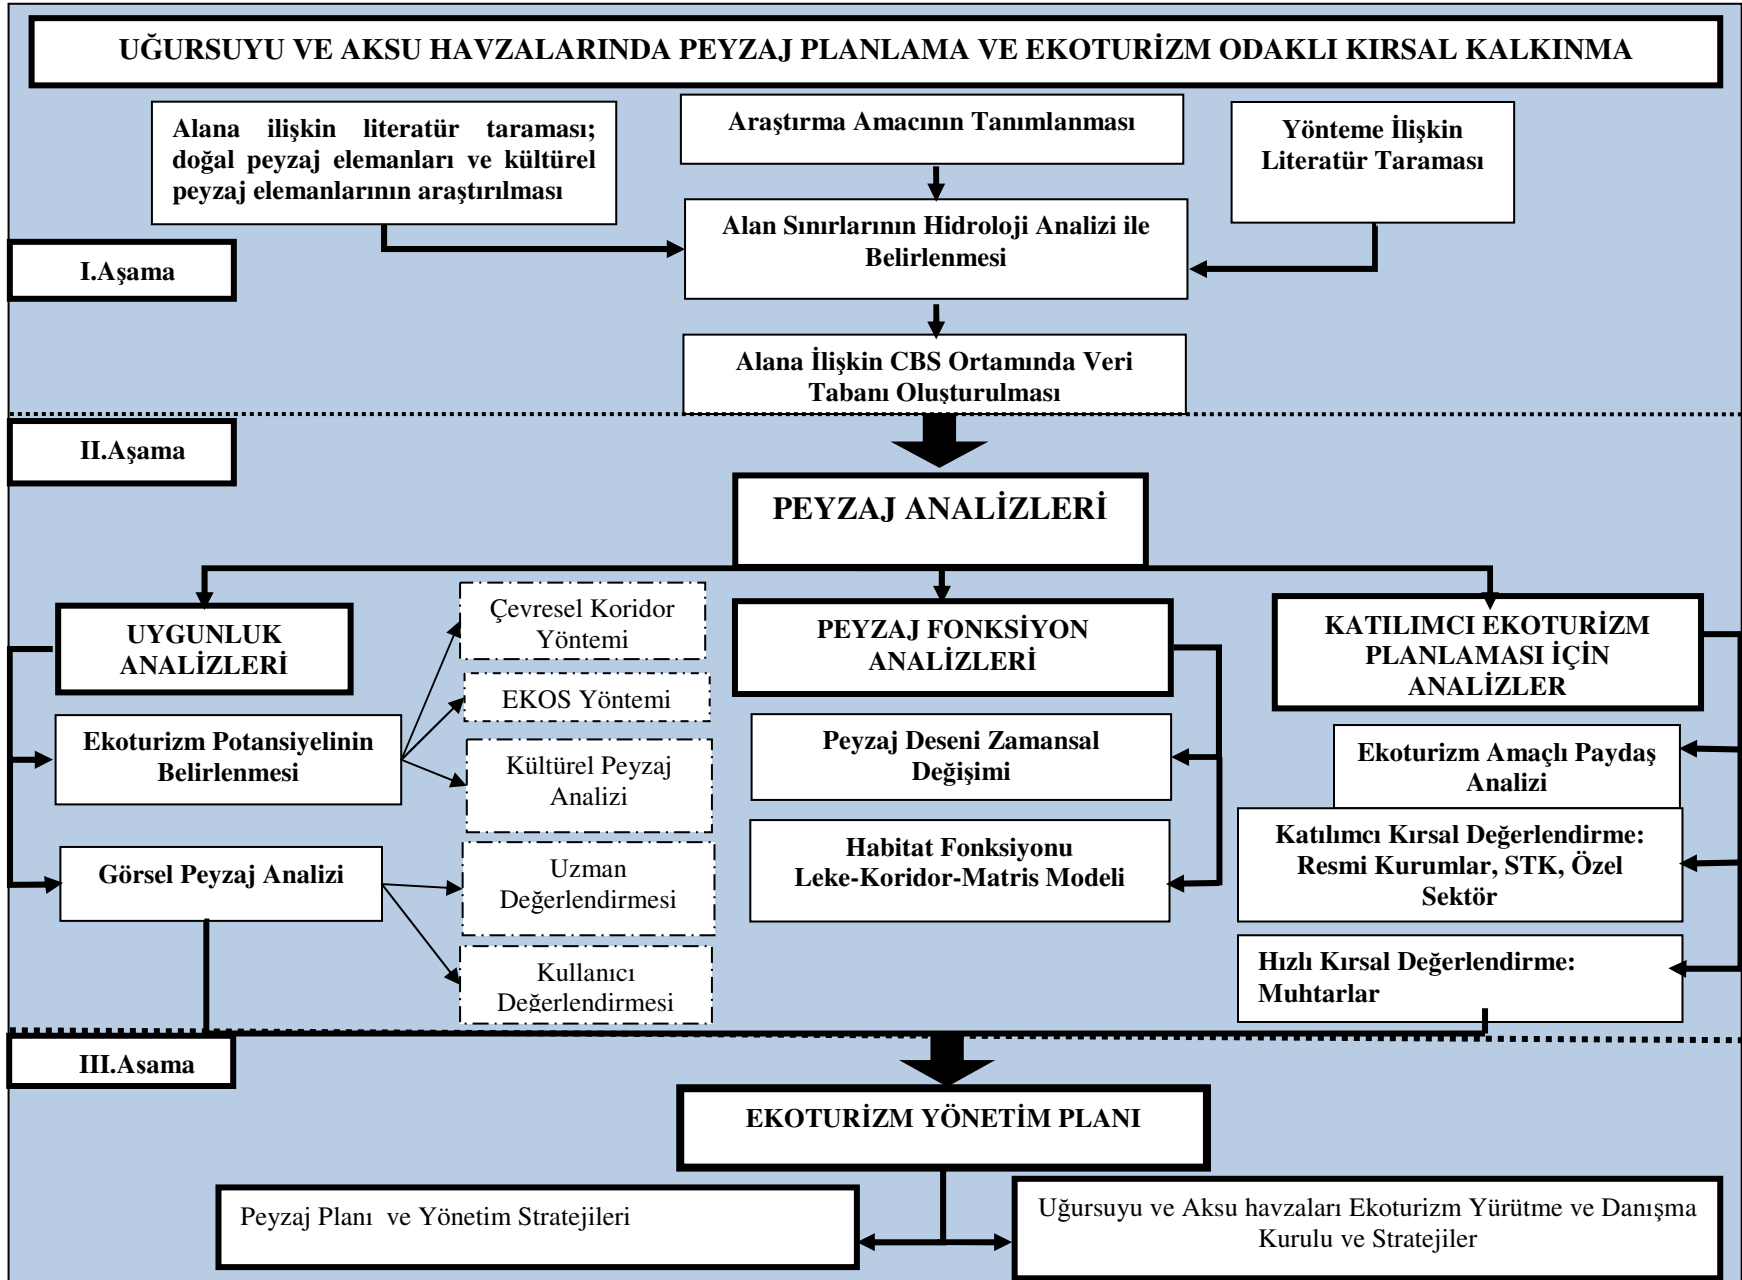 UĞURSUYU VE AKSU HAVZALARINDA PEYZAJ PLANLAMA VE EKOTURİZM ODAKLI KIRSAL KALKINMA
Alana ilişkin literatür taraması;
doğal peyzaj elemanları ve kültürel
peyzaj elemanlarının araştırılması
Araştırma Amacının Tanımlanması
Yönteme İlişkin
Literatür Taraması
Alan Sınırlarının Hidroloji Analizi ile
Belirlenmesi
I.Aşama
Alana İlişkin CBS Ortamında Veri
Tabanı Oluşturulması
II.Aşama
PEYZAJ ANALİZLERİ
UYGUNLUK
ANALİZLERİ
Ekoturizm Potansiyelinin
Belirlenmesi
Görsel Peyzaj Analizi
Çevresel Koridor
Yöntemi
EKOS Yöntemi
Kültürel Peyzaj
Analizi
Uzman
Değerlendirmesi
Kullanıcı
Değerlendirmesi
PEYZAJ FONKSİYON
ANALİZLERİ
Peyzaj Deseni Zamansal
Değişimi
Habitat Fonksiyonu
Leke-Koridor-Matris Modeli
KATILIMCI EKOTURİZM
PLANLAMASI İÇİN
ANALİZLER
Ekoturizm Amaçlı Paydaş
Analizi
Katılımcı Kırsal Değerlendirme:
Resmi Kurumlar, STK, Özel
Sektör
Hızlı Kırsal Değerlendirme:
Muhtarlar
III.Asama
EKOTURİZM YÖNETİM PLANI
Peyzaj Planı ve Yönetim Stratejileri
Uğursuyu ve Aksu havzaları Ekoturizm Yürütme ve Danışma
Kurulu ve Stratejiler